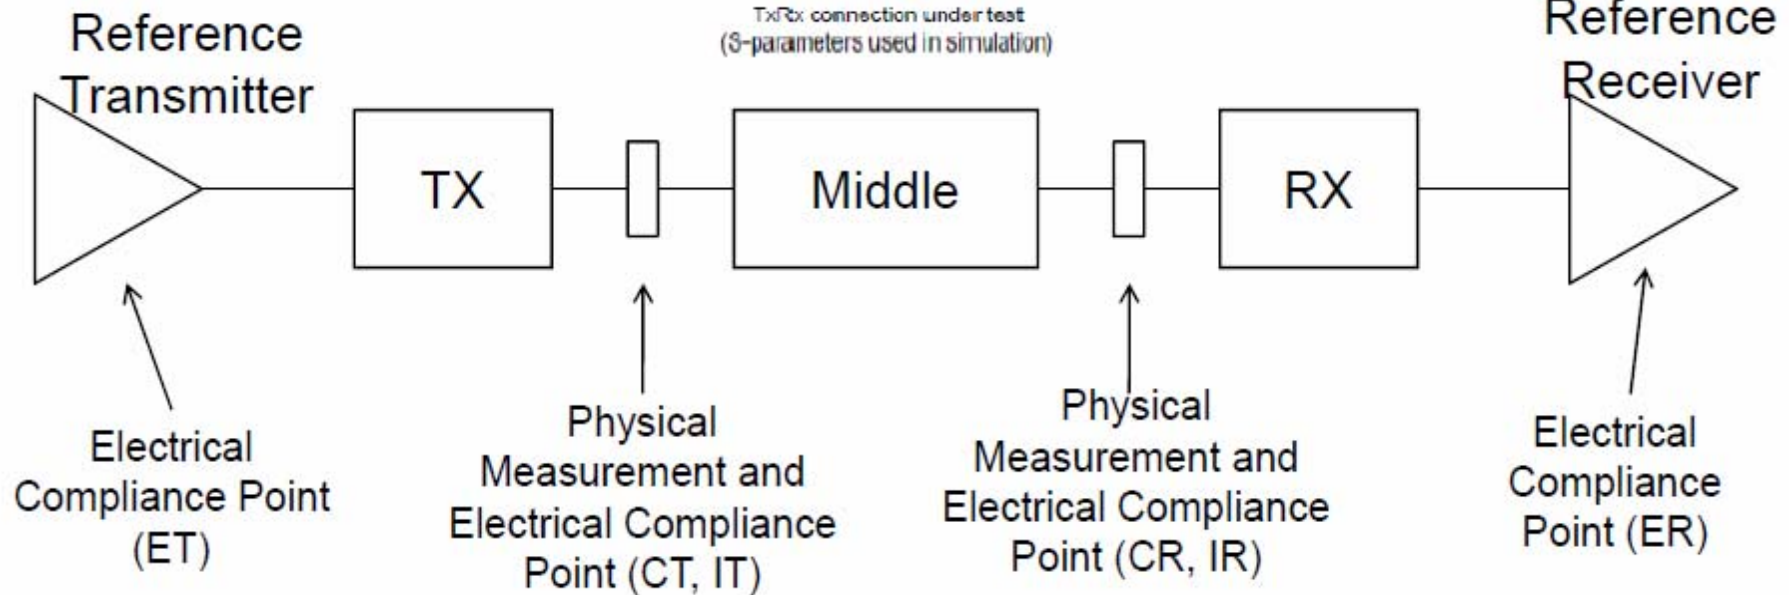 Reference
Transmitter
TxRx connection under test
(S-parameters used in simulation)
Reference
Receiver
TX
Middle
RX
Electrical
Compliance Point
(ET)
Physical
Measurement and
Electrical Compliance
Point (CT, IT)
Physical
Measurement and
Electrical Compliance
Point (CR, IR)
Electrical
Compliance
Point (ER)